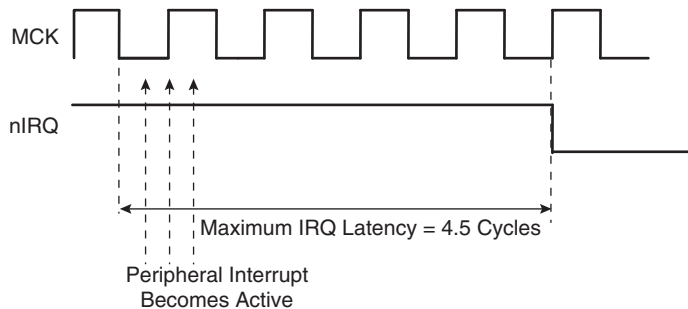 MCK
nIRQ
Maximum IRQ Latency = 4.5 Cycles
Peripheral Interrupt
Becomes Active